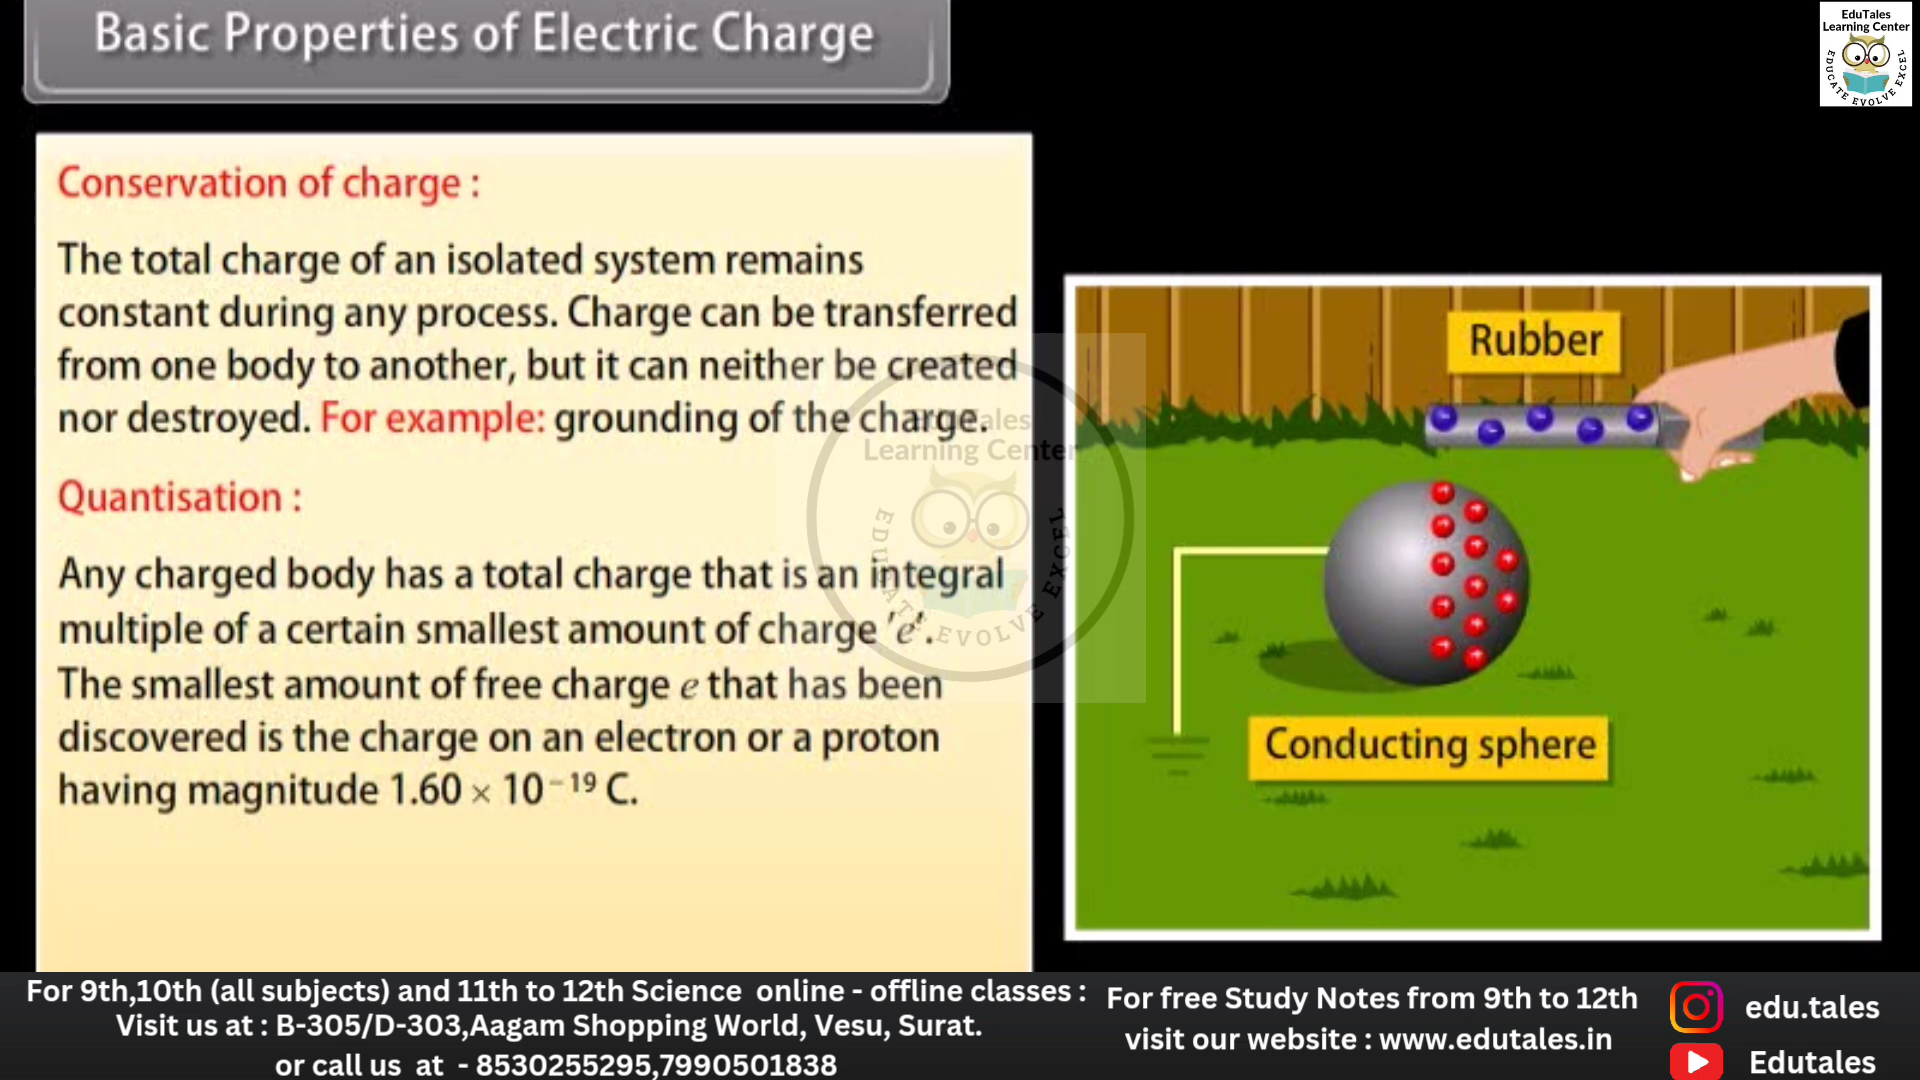 Basic Properties of Electric Charge
EduTales
Learning Center
EDUCATE EVOLVE EXCEL
Conservation of charge :
The total charge of an isolated system remains
constant during any process. Charge can be transferred
from one body to another, but it can neither be created
nor destroyed. For example: grounding of the charge.
Quantisation :
Any charged body has a total charge that is an integral
multiple of a certain smallest amount of charge 'e'.
The smallest amount of free charge e that has been
discovered is the charge on an electron or a proton
having magnitude 1.60 × 10⁻¹⁹ C.
EduTales
Learning Center
EDUCATE EVOLVE EXCEL
Rubber
Conducting sphere
For 9th,10th (all subjects) and 11th to 12th Science online - offline classes :
Visit us at : B-305/D-303,Aagam Shopping World, Vesu, Surat.
or call us at - 8530255295,7990501838
For free Study Notes from 9th to 12th
visit our website : www.edutales.in
edu.tales
Edutales